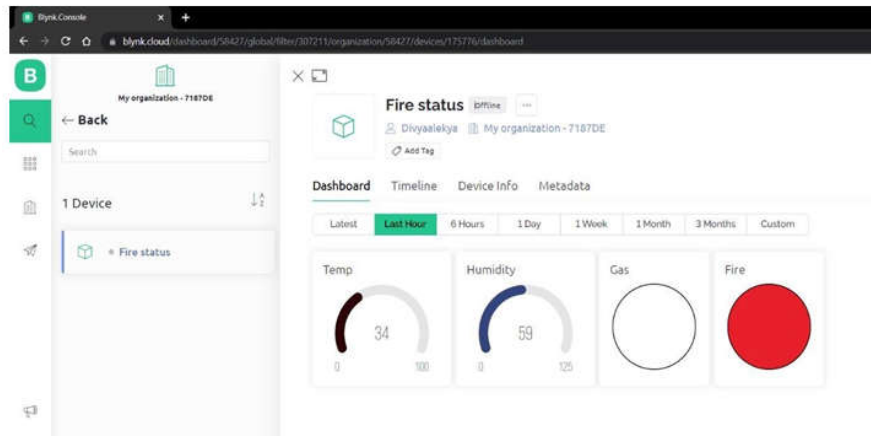 Blynk.Console
blynk.cloud/dashboard/58427/global/filter/307211/organization/58427/devices/175776/dashboard
B
My organization - 7187DE
← Back
Search
1 Device
Fire status
Fire status Offline ...
Divyaalekya My organization - 7187DE
Add Tag
Dashboard Timeline Device Info Metadata
Latest Last Hour 6 Hours 1 Day 1 Week 1 Month 3 Months Custom
Temp Humidity Gas Fire
34 59
0 100 0 125